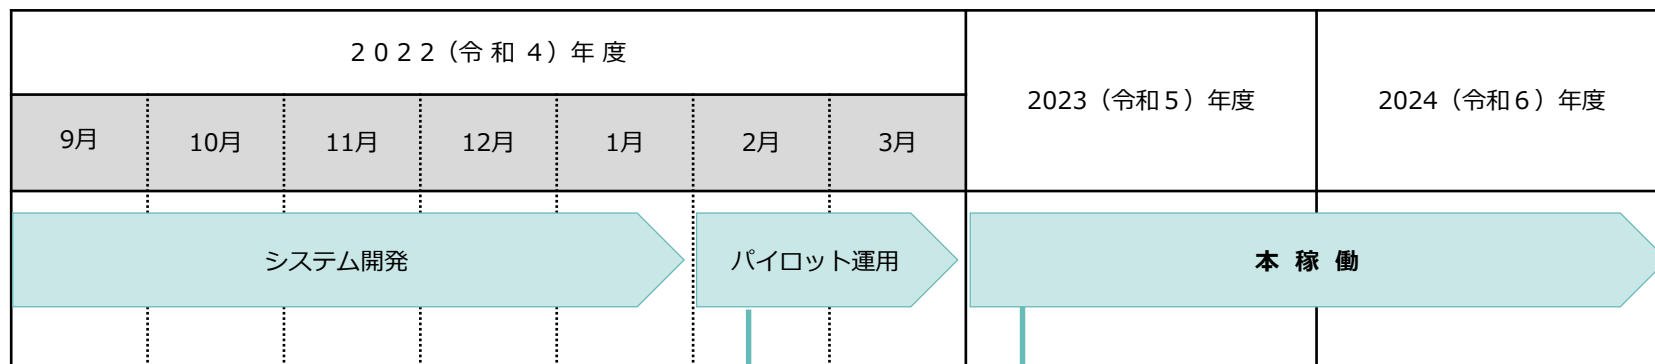 ２０２２（令和 ４）年度
2023（令和５）年度
2024（令和６）年度
9月
10月
11月
12月
1月
2月
3月
システム開発
パイロット運用
本稼働